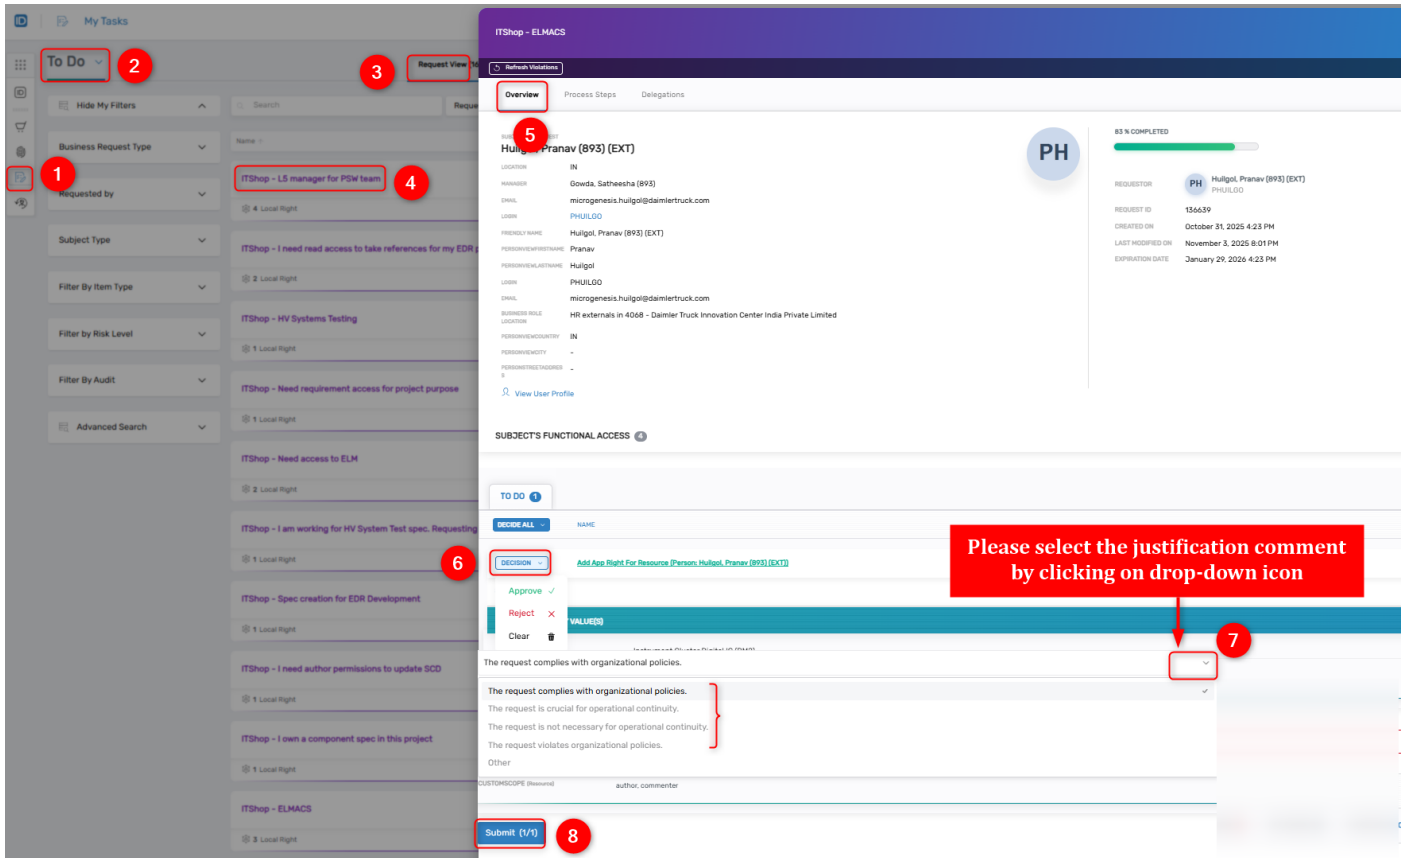 My Tasks
To Do
2
3
Request View (16
Hide My Filters
Search
Reque
Business Request Type
Name
1
Requested by
ITShop - L5 manager for PSW team
4
4 Local Right
Subject Type
ITShop - I need read access to take references for my EDR p
2 Local Right
Filter By Item Type
ITShop - HV Systems Testing
Filter by Risk Level
1 Local Right
Filter By Audit
ITShop - Need requirement access for project purpose
1 Local Right
Advanced Search
ITShop - Need access to ELM
2 Local Right
ITShop - I am working for HV System Test spec. Requesting
1 Local Right
ITShop - Spec creation for EDR Development
1 Local Right
ITShop - I need author permissions to update SCD
1 Local Right
ITShop - I own a component spec in this project
1 Local Right
ITShop - ELMACS
3 Local Right
ITShop - ELMACS
Refresh Violations
Overview
Process Steps
Delegations
5
Huilgol, Pranav (893) (EXT)
LOCATION IN
MANAGER Gowda, Satheesha (893)
EMAIL microgenesis.huilgol@daimlertruck.com
LOGIN PHUILGO
FRIENDLY NAME Huilgol, Pranav (893) (EXT)
PERSONVIEWFIRSTNAME Pranav
PERSONVIEWLASTNAME Huilgol
LOGIN PHUILGO
EMAIL microgenesis.huilgol@daimlertruck.com
BUSINESS ROLE LOCATION HR externals in 4068 - Daimler Truck Innovation Center India Private Limited
PERSONVIEWCOUNTRY IN
PERSONVIEWCITY -
PERSONSTREETADDRESS -
View User Profile
PH
83 % COMPLETED
REQUESTOR PH Huilgol, Pranav (893) (EXT)
PHUILGO
REQUEST ID 136639
CREATED ON October 31, 2025 4:23 PM
LAST MODIFIED ON November 3, 2025 8:01 PM
EXPIRATION DATE January 29, 2026 4:23 PM
SUBJECT'S FUNCTIONAL ACCESS 4
TO DO 1
DECIDE ALL
NAME
6
DECISION
Add App Right For Resource (Person: Huilgol, Pranav (893) (EXT))
Please select the justification comment
by clicking on drop-down icon
Approve
Reject
Clear
VALUE(S)
7
The request complies with organizational policies.
The request complies with organizational policies.
The request is crucial for operational continuity.
The request is not necessary for operational continuity.
The request violates organizational policies.
Other
CUSTOMSCOPE (Resource) author, commenter
Submit (1/1)
8